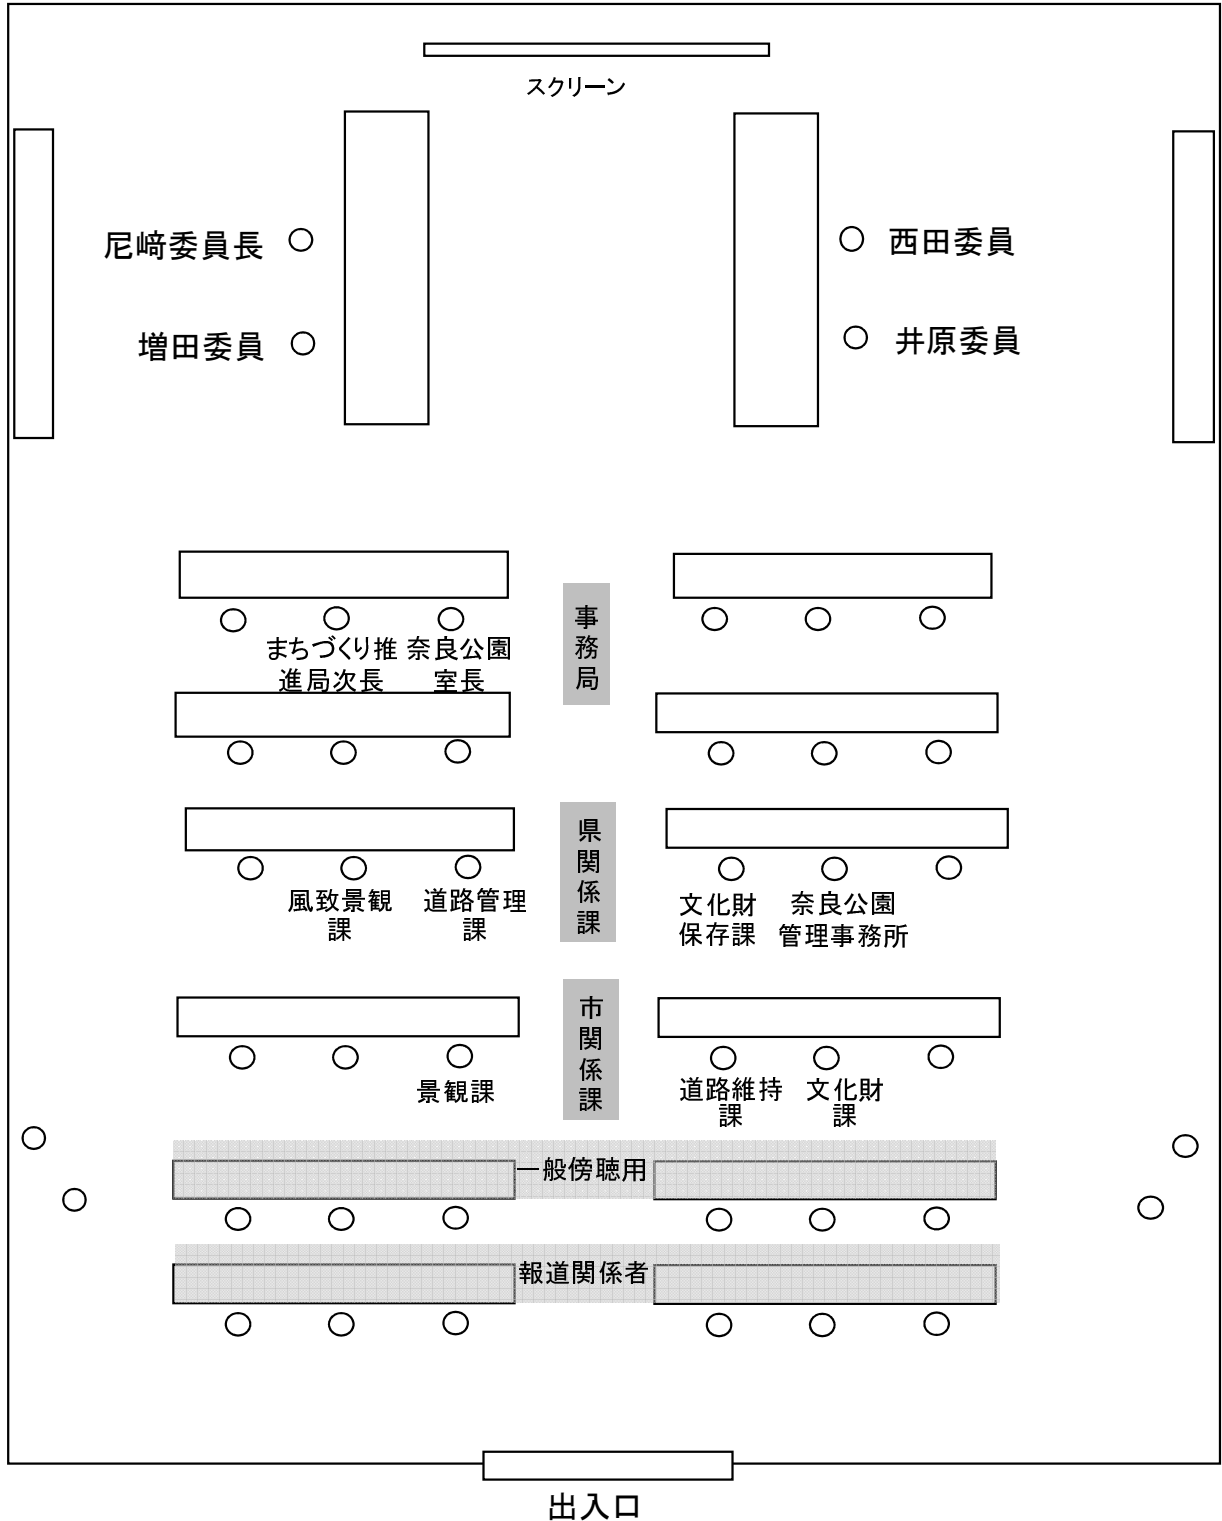 スクリーン
尼﨑委員長
西田委員
増田委員
井原委員
事務局
まちづくり推
進局次長
奈良公園
室長
県関係課
風致景観
課
道路管理
課
文化財
保存課
奈良公園
管理事務所
市関係課
景観課
道路維持
課
文化財
課
一般傍聴用
報道関係者
出入口